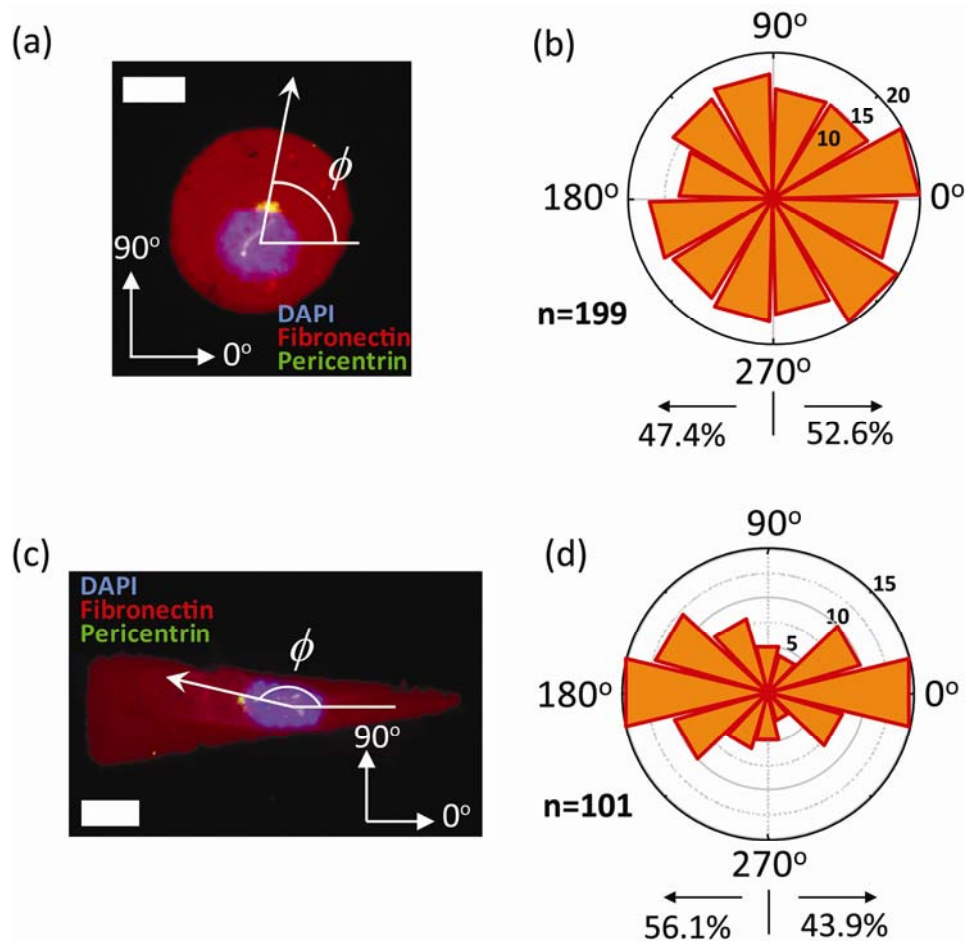 (a)
ϕ
90°
0°
DAPI
Fibronectin
Pericentrin
(b)
90°
20
15
10
180°
0°
n=199
270°
47.4%
52.6%
(c)
DAPI
Fibronectin
Pericentrin
ϕ
90°
0°
(d)
90°
15
10
5
180°
0°
n=101
270°
56.1%
43.9%